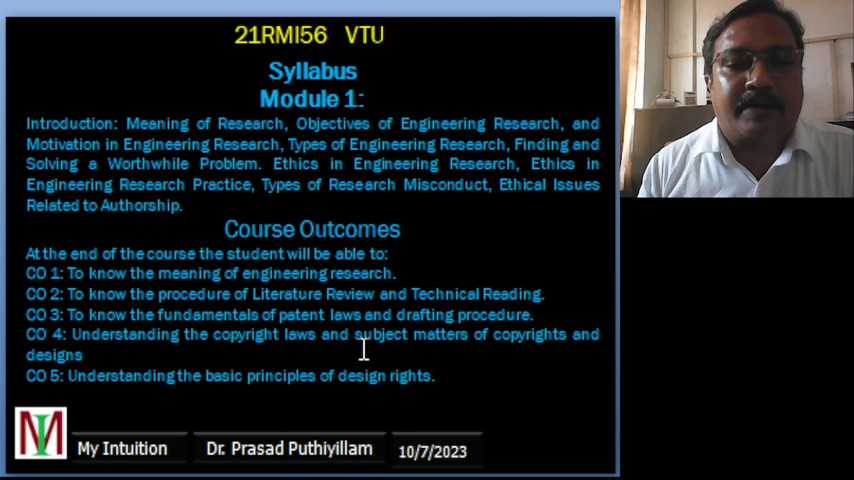 21RMI56 VTU
Syllabus
Module 1:
Introduction: Meaning of Research, Objectives of Engineering Research, and
Motivation in Engineering Research, Types of Engineering Research, Finding and
Solving a Worthwhile Problem. Ethics in Engineering Research, Ethics in
Engineering Research Practice, Types of Research Misconduct, Ethical Issues
Related to Authorship.
Course Outcomes
At the end of the course the student will be able to:
CO 1: To know the meaning of engineering research.
CO 2: To know the procedure of Literature Review and Technical Reading.
CO 3: To know the fundamentals of patent laws and drafting procedure.
CO 4: Understanding the copyright laws and subject matters of copyrights and
designs
CO 5: Understanding the basic principles of design rights.
MI
My Intuition
Dr. Prasad Puthiyillam
10/7/2023